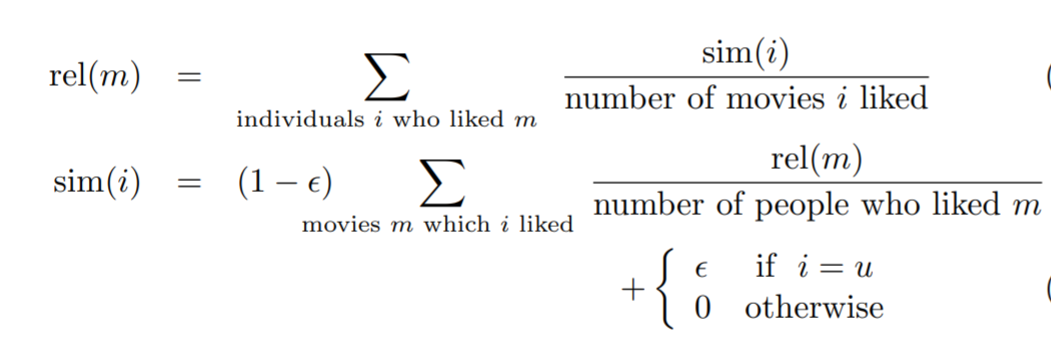 rel(m) = ∑ individuals i who liked m sim(i) / number of movies i liked (
sim(i) = (1 − ϵ) ∑ movies m which i liked rel(m) / number of people who liked m
+ { ϵ if i = u
0 otherwise (